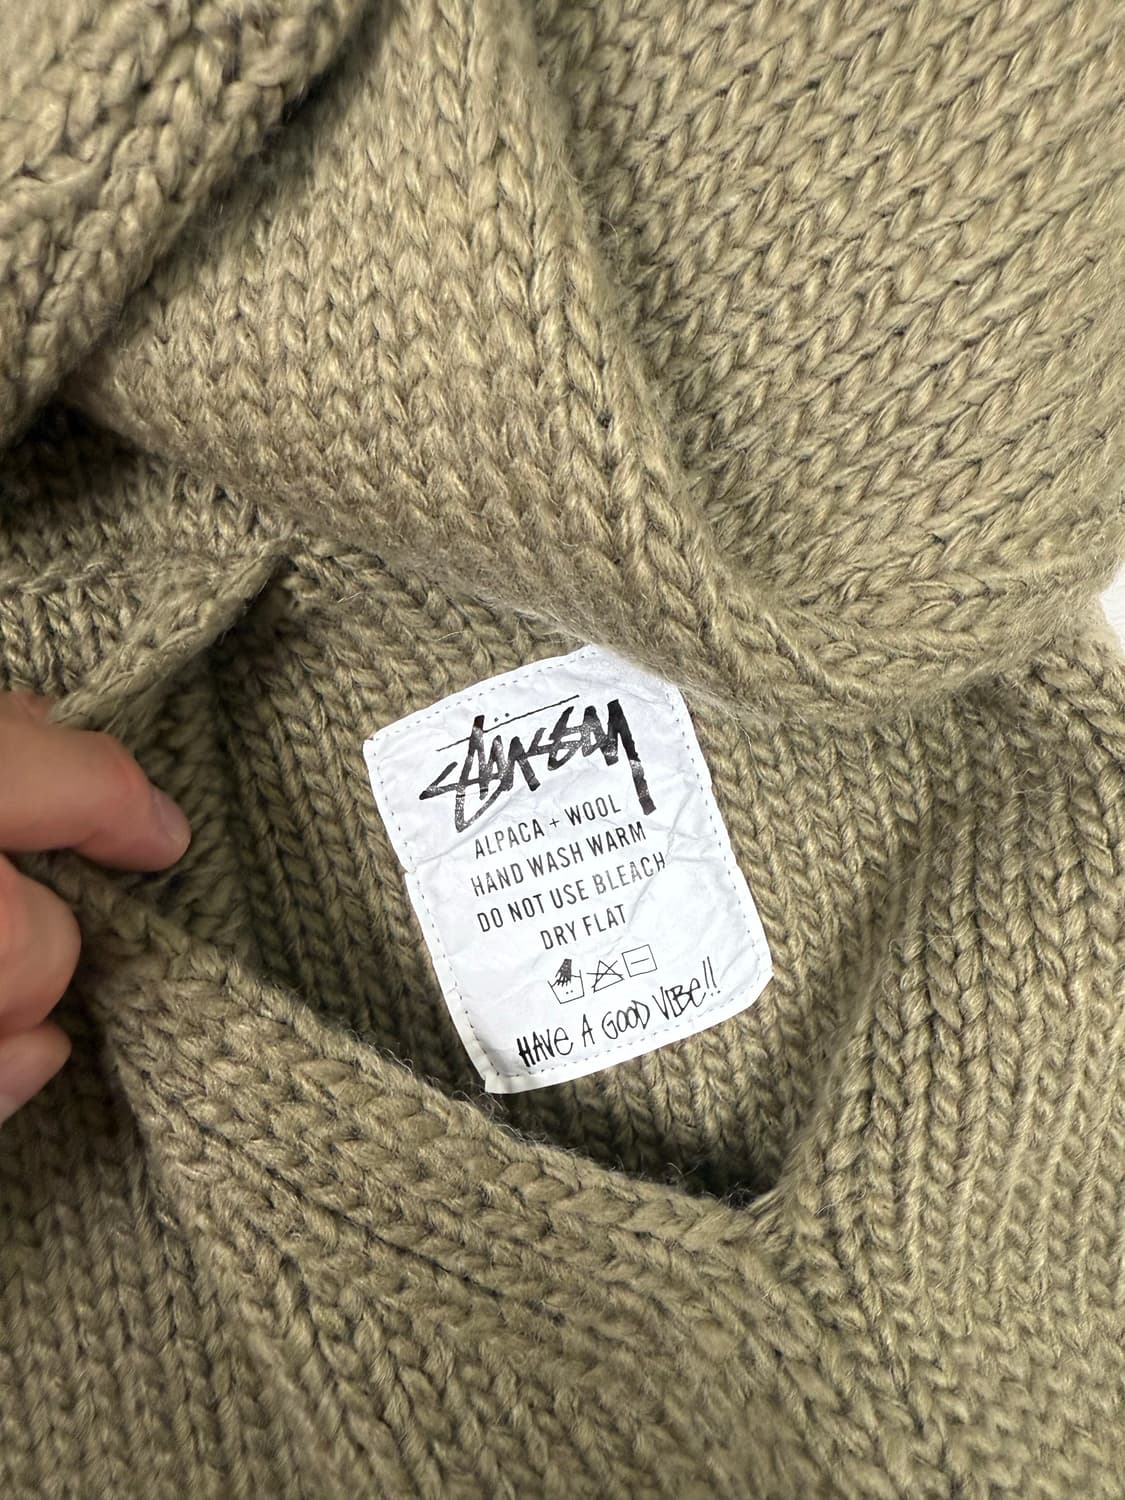 STÜSSY
ALPACA + WOOL
HAND WASH WARM
DO NOT USE BLEACH
DRY FLAT
HAVE A GOOD VIBE!!